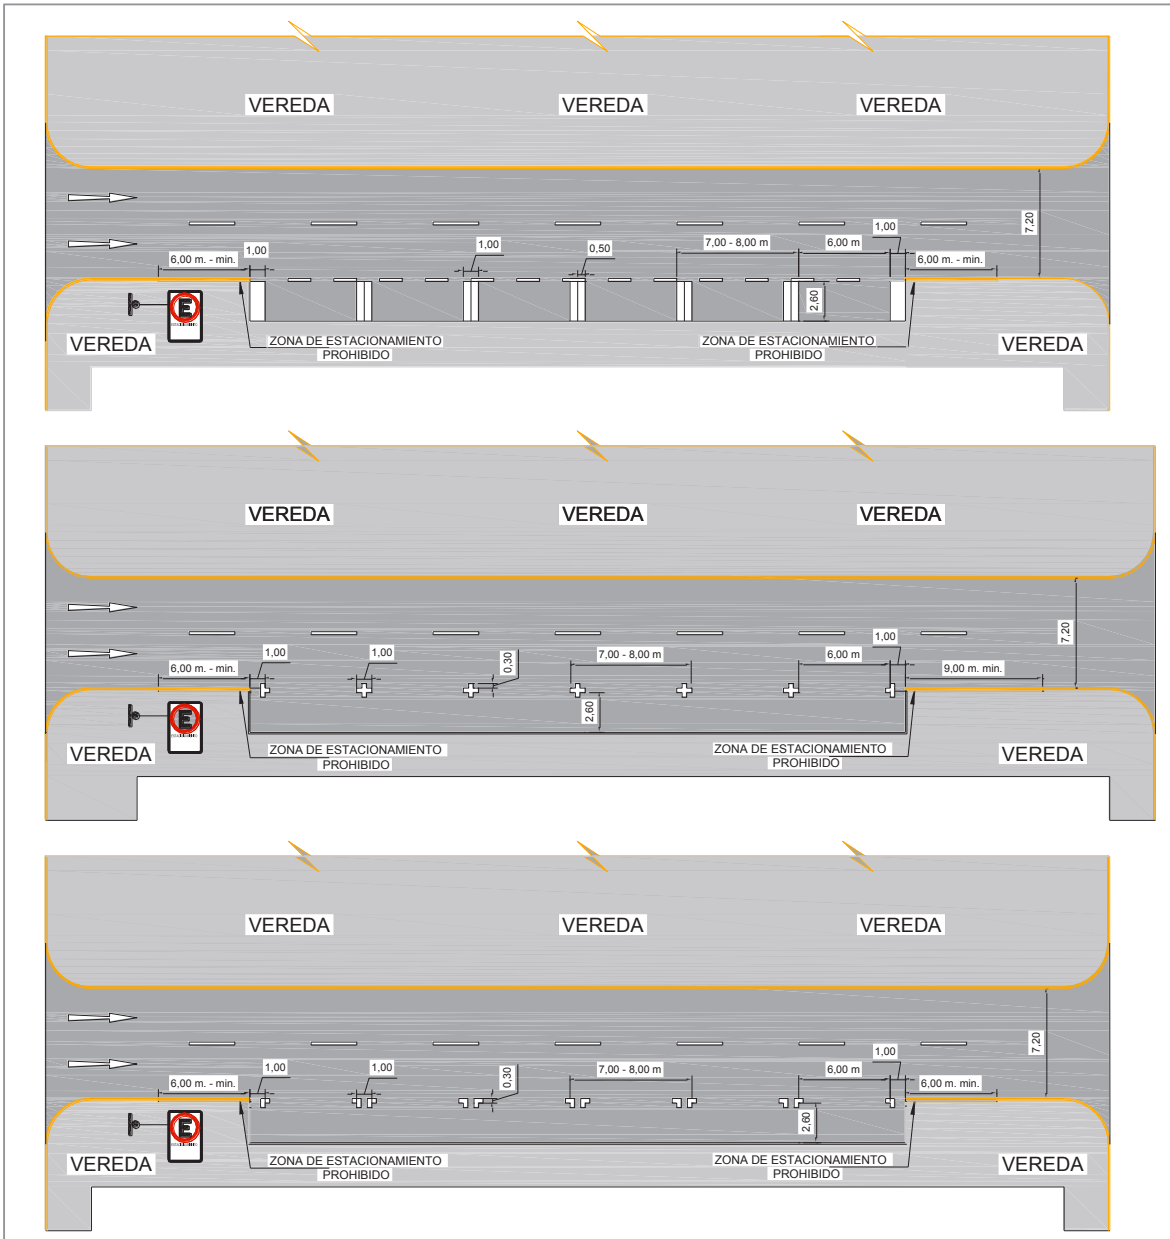 VEREDA VEREDA VEREDA
7,20
1,00
7,00 - 8,00 m 6,00 m
1,00 0,50
1,00
6,00 m. - min. 6,00 m. - min.
E
2,60
VEREDA ZONA DE ESTACIONAMIENTO ZONA DE ESTACIONAMIENTO VEREDA
PROHIBIDO PROHIBIDO
VEREDA VEREDA VEREDA
7,20
1,00
1,00 1,00 7,00 - 8,00 m 6,00 m
0,30
6,00 m. - min. 9,00 m. min.
E
2,60
VEREDA ZONA DE ESTACIONAMIENTO ZONA DE ESTACIONAMIENTO VEREDA
PROHIBIDO PROHIBIDO
VEREDA VEREDA VEREDA
7,20
1,00
1,00 1,00 7,00 - 8,00 m 6,00 m
0,30
6,00 m. - min. 6,00 m. min.
E
2,60
VEREDA ZONA DE ESTACIONAMIENTO ZONA DE ESTACIONAMIENTO VEREDA
PROHIBIDO PROHIBIDO